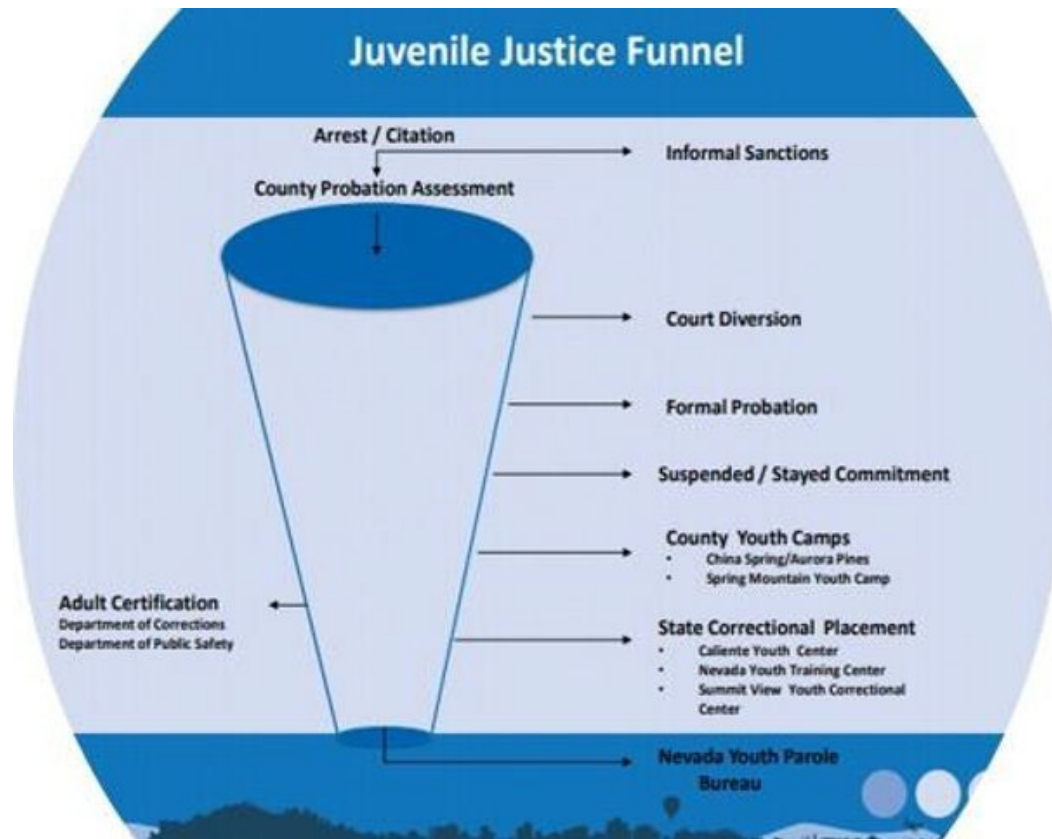 Juvenile Justice Funnel
Arrest / Citation
Informal Sanctions
County Probation Assessment
Court Diversion
Formal Probation
Suspended / Stayed Commitment
County Youth Camps
• China Spring/Aurora Pines
• Spring Mountain Youth Camp
Adult Certification
Department of Corrections
Department of Public Safety
State Correctional Placement
• Caliente Youth Center
• Nevada Youth Training Center
• Summit View Youth Correctional
Center
Nevada Youth Parole
Bureau